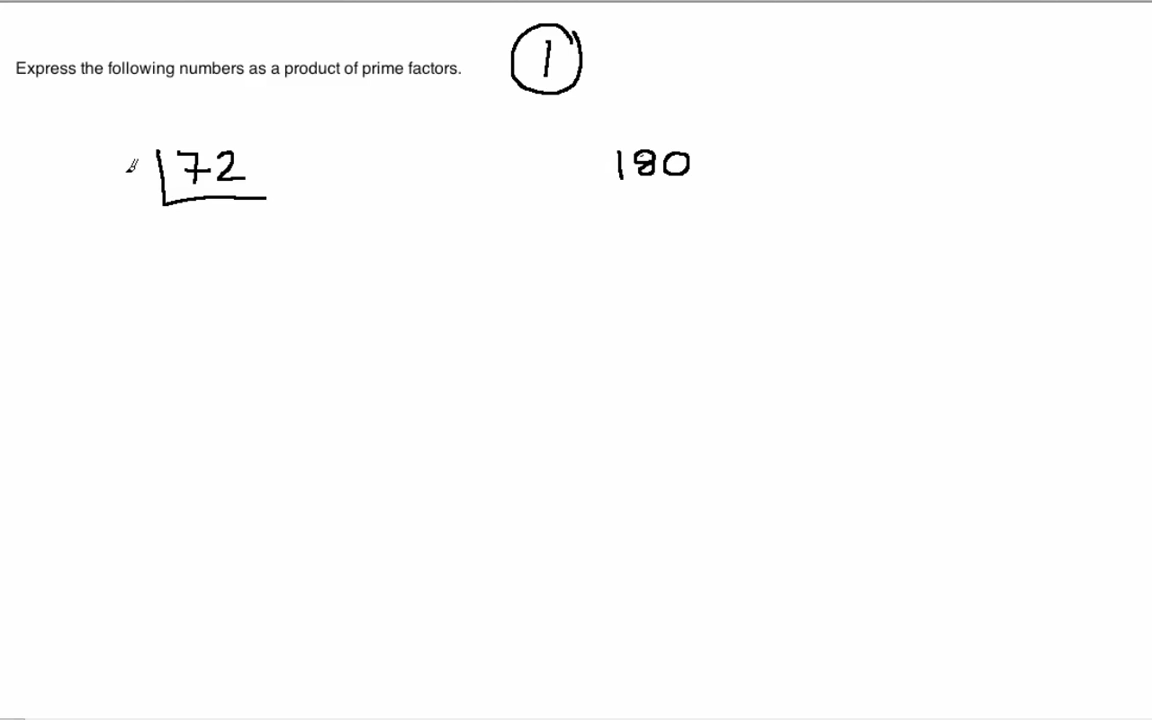 Express the following numbers as a product of prime factors.
1
72
180